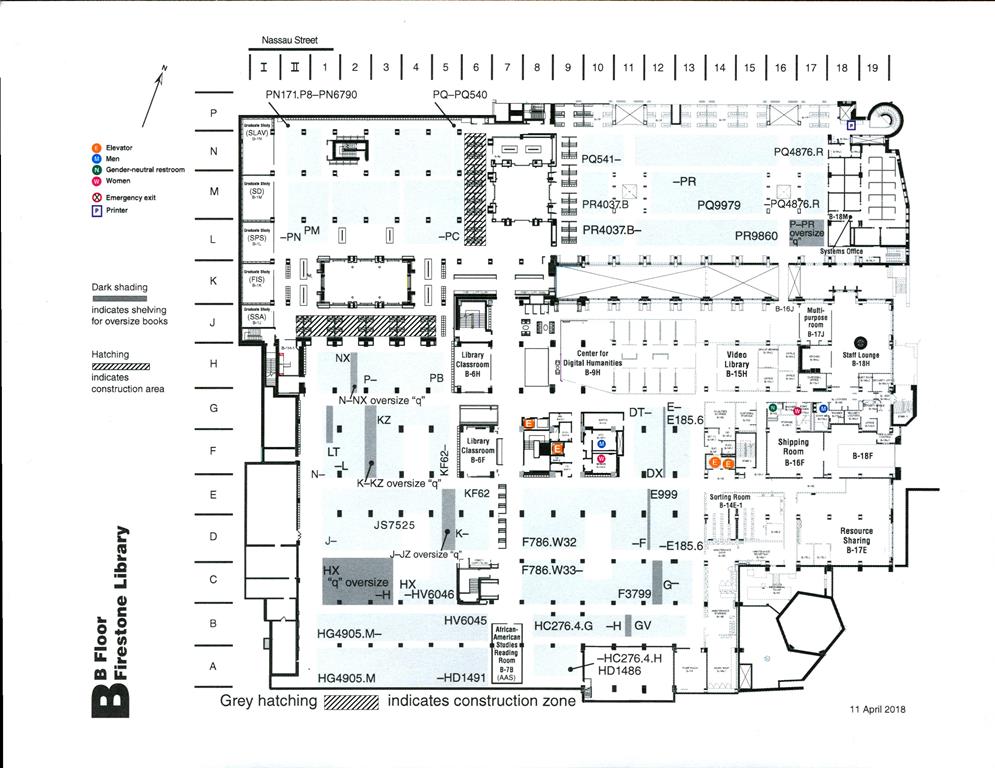 Nassau Street
I II 1 2 3 4 5 6 7 8 9 10 11 12 13 14 15 16 17 18 19
N
PN171.P8–PN6790
PQ–PQ540
P
N
M
L
K
J
H
G
F
E
D
C
B
A
E Elevator
M Men
N Gender-neutral restroom
W Women
Emergency exit
P Printer
Dark shading
indicates shelving
for oversize books
Hatching
indicates
construction area
Graduate Study
(SLAV)
B-1N
Graduate Study
(SD)
B-1M
Graduate Study
(SPS)
B-1L
Graduate Study
(FIS)
B-1K
Graduate Study
(SSA)
B-1J
–PN
PM
–PC
PQ541–
PQ4876.R
–PR
PR4037.B
PQ9979
–PQ4876.R
PR4037.B–
PR9860
P–PR
oversize
"q"
P
B-18M
Systems Office
B-16J
Multi-
purpose
room
B-17J
Staff Lounge
B-18H
Library
Classroom
B-6H
Center for
Digital Humanities
B-9H
Video
Library
B-15H
NX
P–
PB
N–NX oversize "q"
KZ
LT
–L
N–
K–KZ oversize "q"
KF62–
Library
Classroom
B-6F
E
E
M
W
DT–
E–
E185.6
DX
E E
N
W
M
Shipping
Room
B-16F
B-18F
KF62
JS7525
J–
K–
J–JZ oversize "q"
F786.W32
E999
–F
–E185.6
Sorting Room
B-14E-1
Resource
Sharing
B-17E
HX
"q" oversize
–H
HX
–HV6046
F786.W33–
F3799
G–
HV6045
HG4905.M–
HC276.4.G
–H
GV
African-
American
Studies
Reading
Room
B-7B
(AAS)
HG4905.M
–HD1491
–HC276.4.H
HD1486
Grey hatching indicates construction zone
B B Floor
Firestone Library
11 April 2018